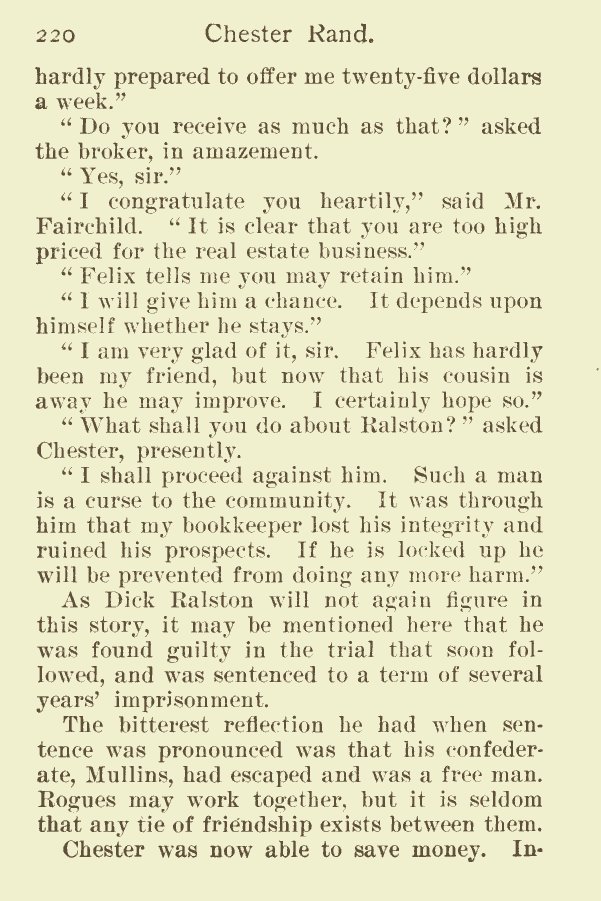 220 Chester Rand.
hardly prepared to offer me twenty-five dollars
a week.”
“ Do you receive as much as that? ” asked
the broker, in amazement.
“ Yes, sir.”
“ I congratulate you heartily,” said Mr.
Fairchild. “ It is clear that you are too high
priced for the real estate business.”
“ Felix tells me you may retain him.”
“ I will give him a chance. It depends upon
himself whether he stays.”
“ I am very glad of it, sir. Felix has hardly
been my friend, but now that his cousin is
away he may improve. I certainly hope so.”
“ What shall you do about Ralston? ” asked
Chester, presently.
“ I shall proceed against him. Such a man
is a curse to the community. It was through
him that my bookkeeper lost his integrity and
ruined his prospects. If he is locked up he
will be prevented from doing any more harm.”
As Dick Ralston will not again figure in
this story, it may be mentioned here that he
was found guilty in the trial that soon fol-
lowed, and was sentenced to a term of several
years’ imprisonment.
The bitterest reflection he had when sen-
tence was pronounced was that his confeder-
ate, Mullins, had escaped and was a free man.
Rogues may work together, but it is seldom
that any tie of friendship exists between them.
Chester was now able to save money. In-